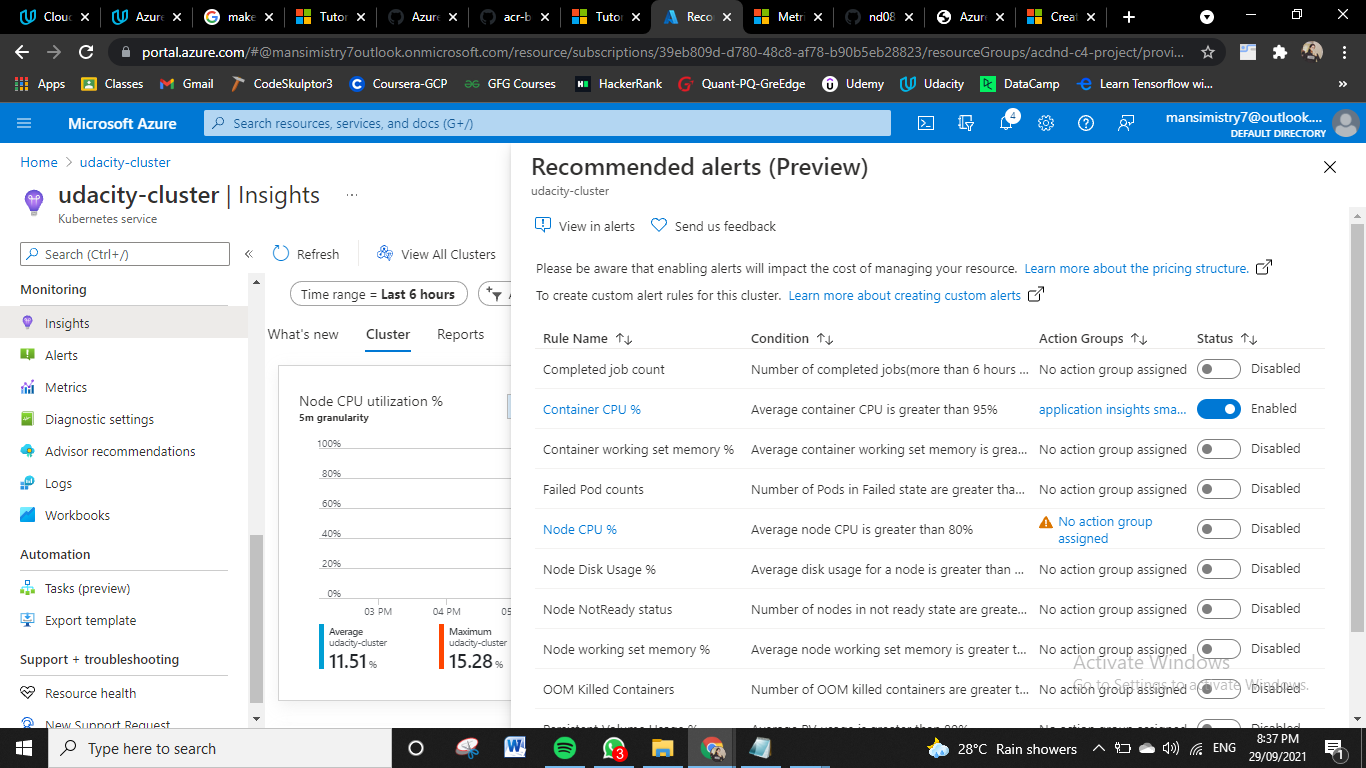 Cloud
Azure
make
Tutor
Azure
acr-b
Tutor
Reco
Metr
nd08
Azur
Creat
portal.azure.com/#@mansimistry7outlook.onmicrosoft.com/resource/subscriptions/39eb809d-d780-48c8-af78-b90b5eb28823/resourceGroups/acdnd-c4-project/provi...
Apps
Classes
Gmail
CodeSkulptor3
Coursera-GCP
GFG Courses
HackerRank
Quant-PQ-GreEdge
Udemy
Udacity
DataCamp
Learn Tensorflow wi...
»
Microsoft Azure
Search resources, services, and docs (G+/)
4
mansimistry7@outlook....
DEFAULT DIRECTORY
Home > udacity-cluster
udacity-cluster | Insights ...
Kubernetes service
Search (Ctrl+/)
«
Refresh
View All Clusters
Monitoring
Insights
Alerts
Metrics
Diagnostic settings
Advisor recommendations
Logs
Workbooks
Automation
Tasks (preview)
Export template
Support + troubleshooting
Resource health
New Support Request
Time range = Last 6 hours
What's new
Cluster
Reports
Node CPU utilization %
5m granularity
100%
80%
60%
40%
20%
0%
03 PM
04 PM
05
Average
udacity-cluster
11.51 %
Maximum
udacity-cluster
15.28 %
Recommended alerts (Preview)
udacity-cluster
View in alerts
Send us feedback
Please be aware that enabling alerts will impact the cost of managing your resource. Learn more about the pricing structure.
To create custom alert rules for this cluster. Learn more about creating custom alerts
Rule Name Condition Action Groups Status
Completed job count Number of completed jobs(more than 6 hours ... No action group assigned Disabled
Container CPU % Average container CPU is greater than 95% application insights sma... Enabled
Container working set memory % Average container working set memory is grea... No action group assigned Disabled
Failed Pod counts Number of Pods in Failed state are greater tha... No action group assigned Disabled
Node CPU % Average node CPU is greater than 80% No action group assigned Disabled
Node Disk Usage % Average disk usage for a node is greater than ... No action group assigned Disabled
Node NotReady status Number of nodes in not ready state are greate... No action group assigned Disabled
Node working set memory % Average node working set memory is greater t... No action group assigned Disabled
OOM Killed Containers Number of OOM killed containers are greater t... No action group assigned Disabled
Persistent Volume Usage % Average PV usage is greater than 80% No action group assigned Disabled
Activate Windows
Go to Settings to activate Windows.
Type here to search
3
28°C Rain showers
ENG
8:37 PM
29/09/2021
1